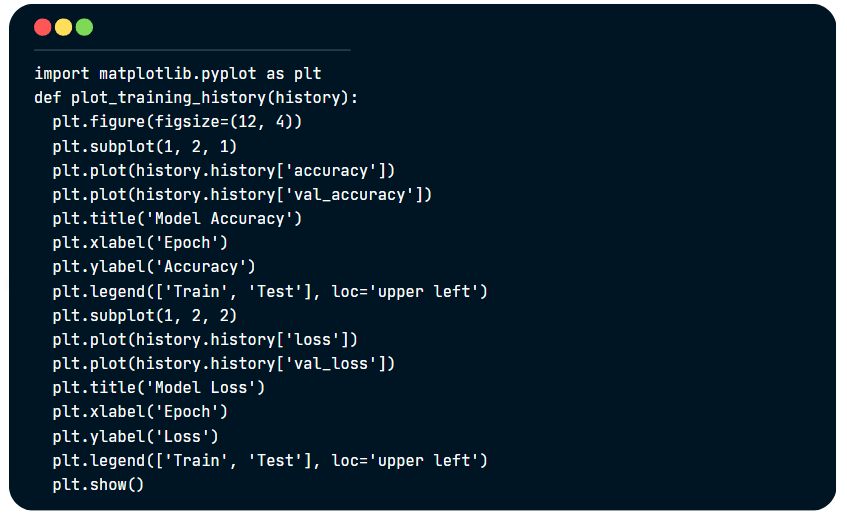 import matplotlib.pyplot as plt
def plot_training_history(history):
  plt.figure(figsize=(12, 4))
  plt.subplot(1, 2, 1)
  plt.plot(history.history['accuracy'])
  plt.plot(history.history['val_accuracy'])
  plt.title('Model Accuracy')
  plt.xlabel('Epoch')
  plt.ylabel('Accuracy')
  plt.legend(['Train', 'Test'], loc='upper left')
  plt.subplot(1, 2, 2)
  plt.plot(history.history['loss'])
  plt.plot(history.history['val_loss'])
  plt.title('Model Loss')
  plt.xlabel('Epoch')
  plt.ylabel('Loss')
  plt.legend(['Train', 'Test'], loc='upper left')
  plt.show()